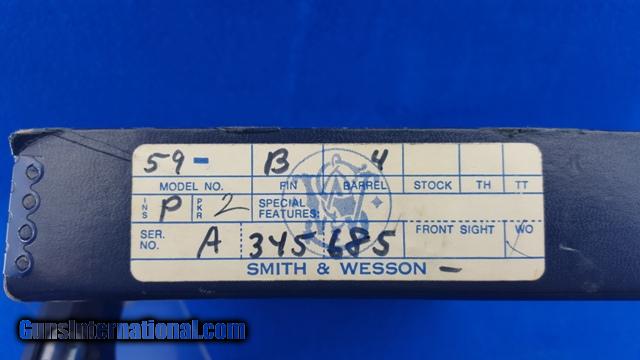 59- B 4
MODEL NO. FIN BARREL STOCK TH TT
INS P PKR 2 SPECIAL FEATURES:
SER. NO. A 345 685 FRONT SIGHT WO
SMITH & WESSON -
GunsInternational.com